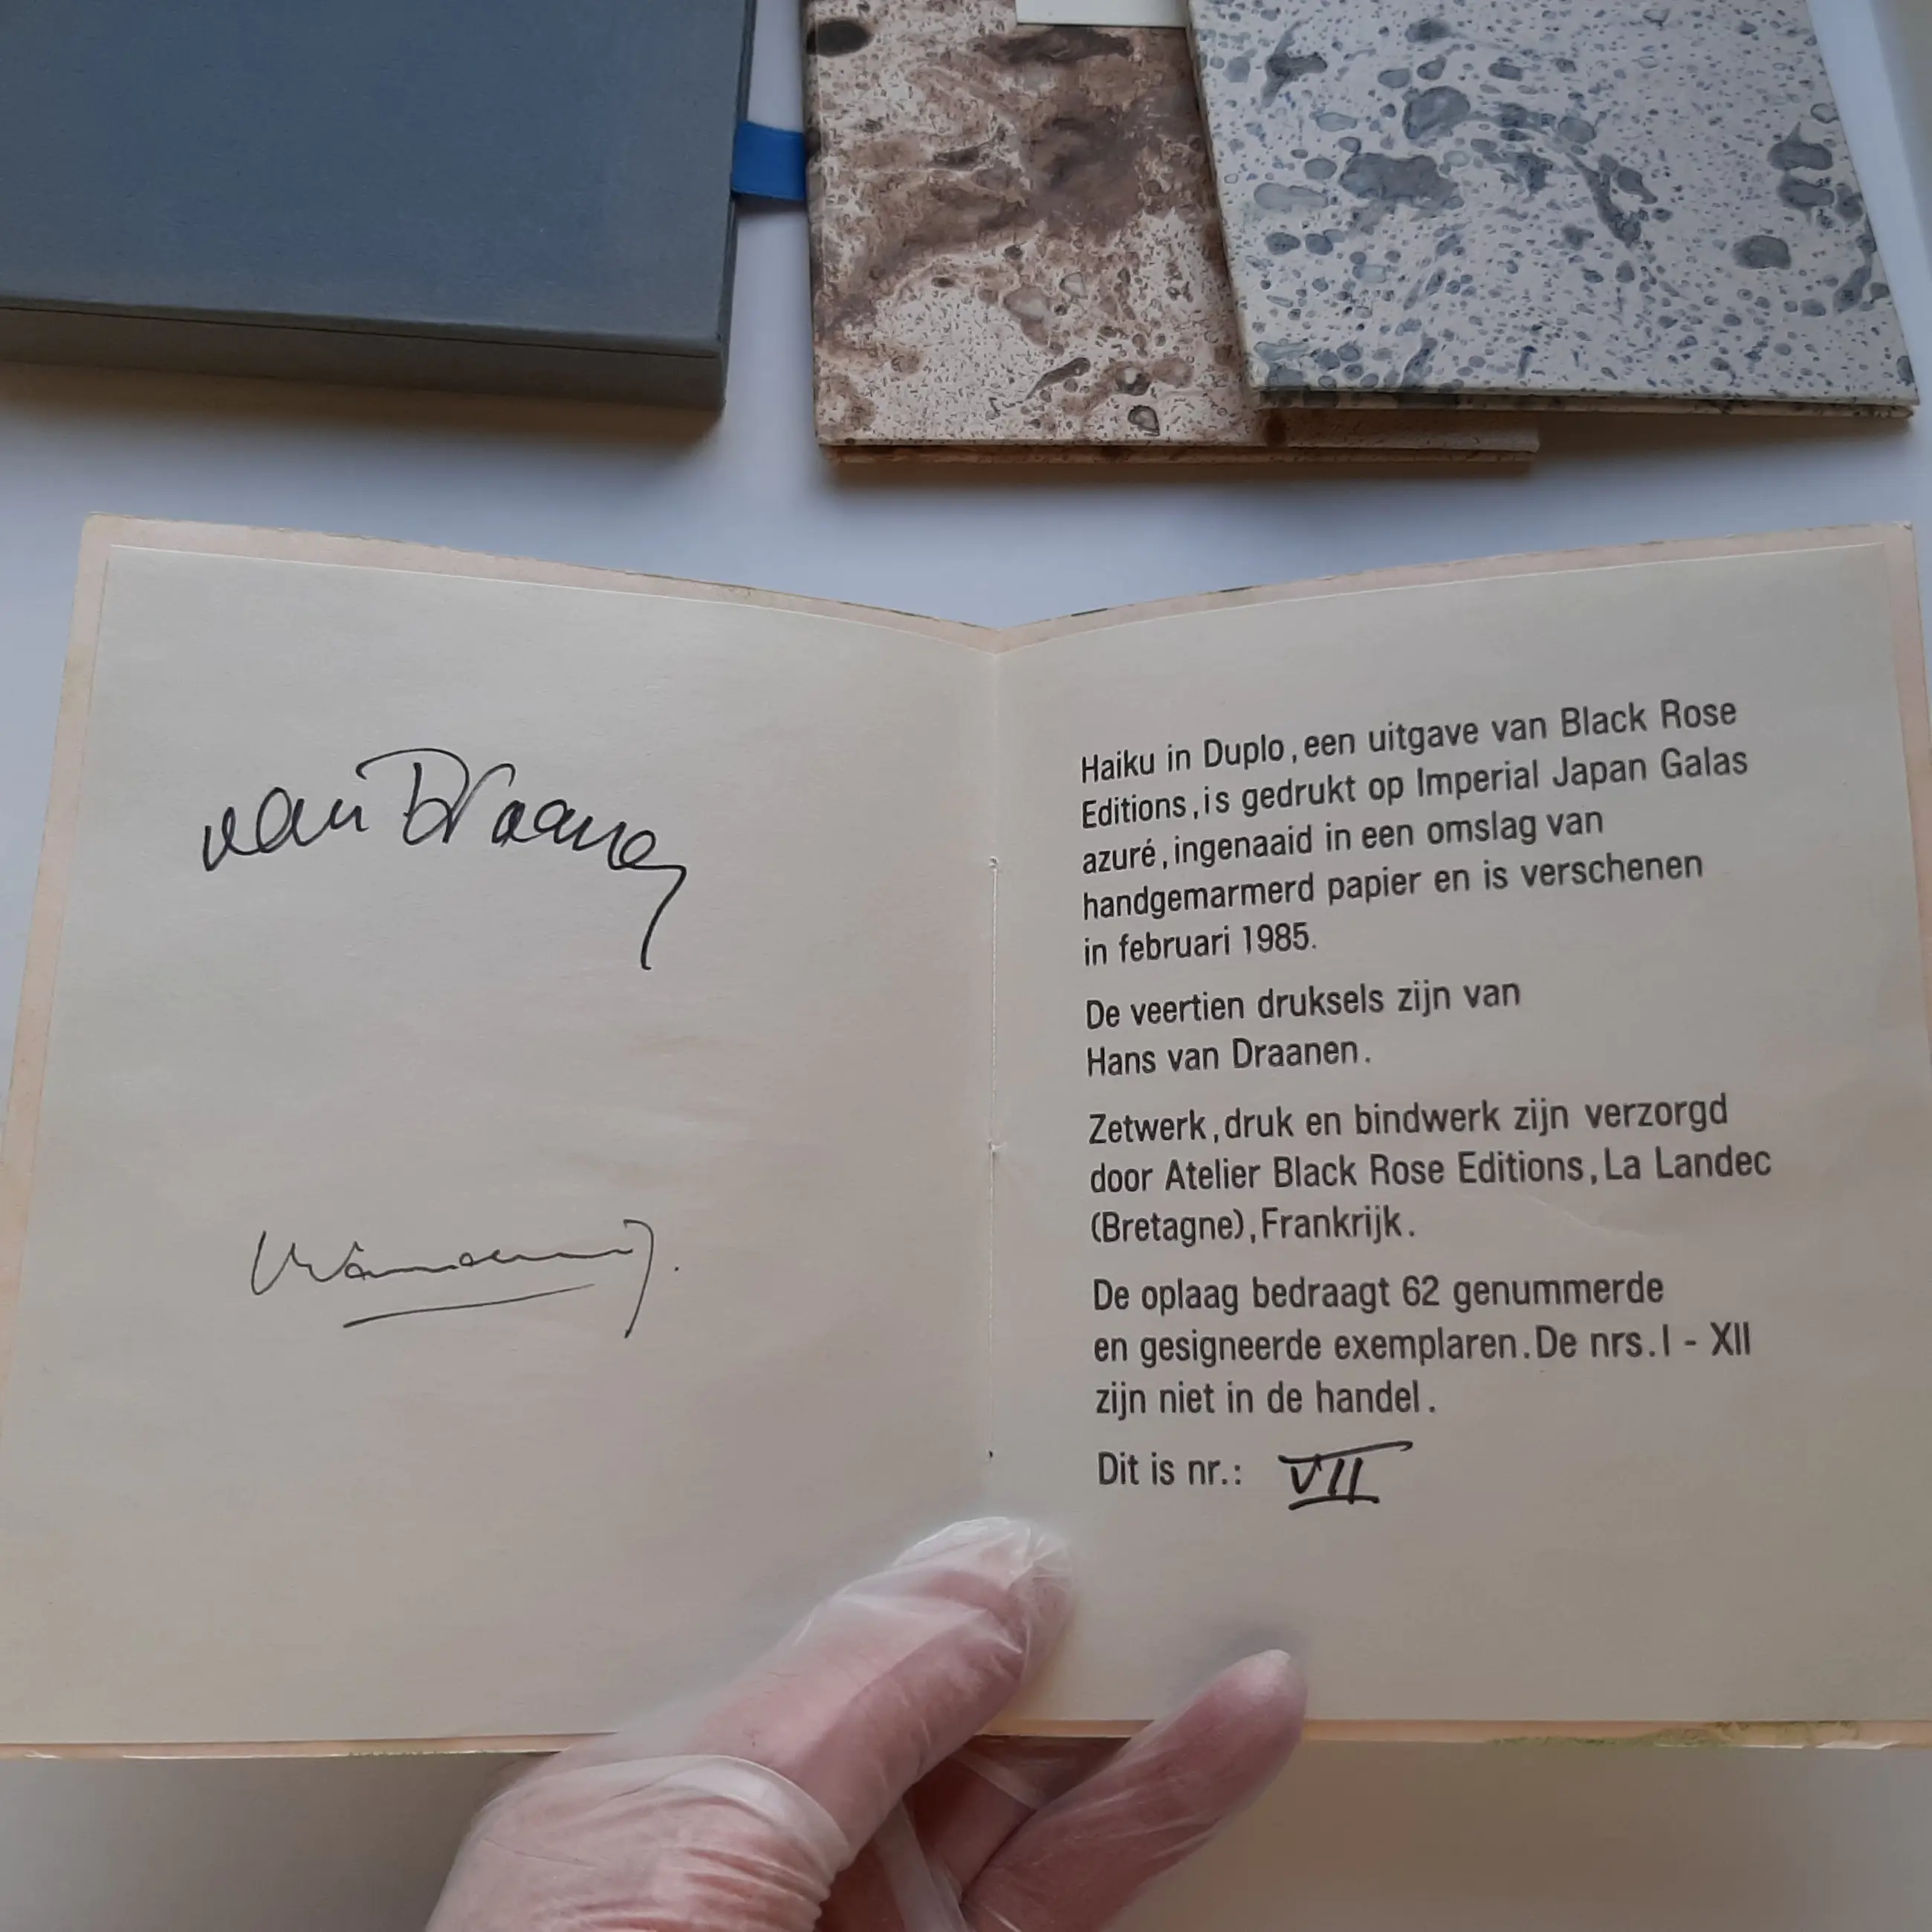 van Draanen
Haiku in Duplo, een uitgave van Black Rose
Editions, is gedrukt op Imperial Japan Galas
azuré, ingenaaid in een omslag van
handgemarmerd papier en is verschenen
in februari 1985.
De veertien druksels zijn van
Hans van Draanen.
Zetwerk, druk en bindwerk zijn verzorgd
door Atelier Black Rose Editions, La Landec
(Bretagne), Frankrijk.
De oplaag bedraagt 62 genummerde
en gesigneerde exemplaren. De nrs. I - XII
zijn niet in de handel.
Dit is nr.: VII